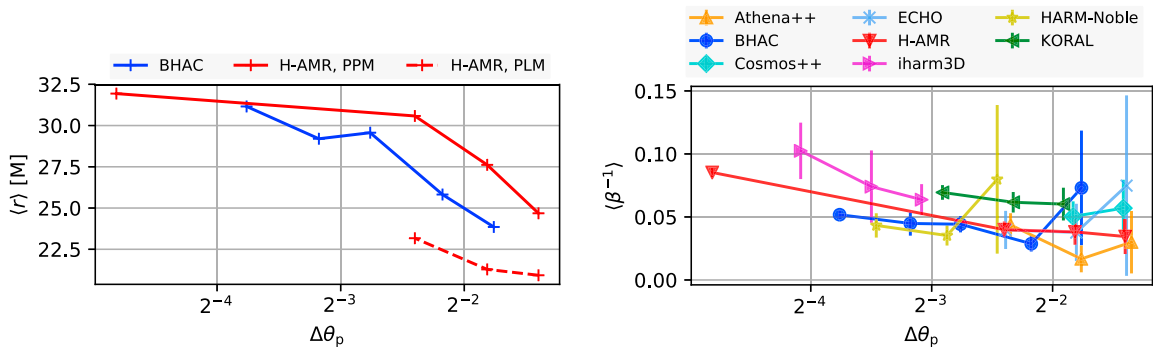 BHAC H-AMR, PPM H-AMR, PLM
32.5
30.0
27.5
25.0
22.5
⟨r⟩ [M]
2⁻⁴ 2⁻³ 2⁻²
Δθₚ
Athena++ ECHO HARM-Noble
BHAC H-AMR KORAL
Cosmos++ iharm3D
0.15
0.10
0.05
0.00
⟨β⁻¹⟩
2⁻⁴ 2⁻³ 2⁻²
Δθₚ